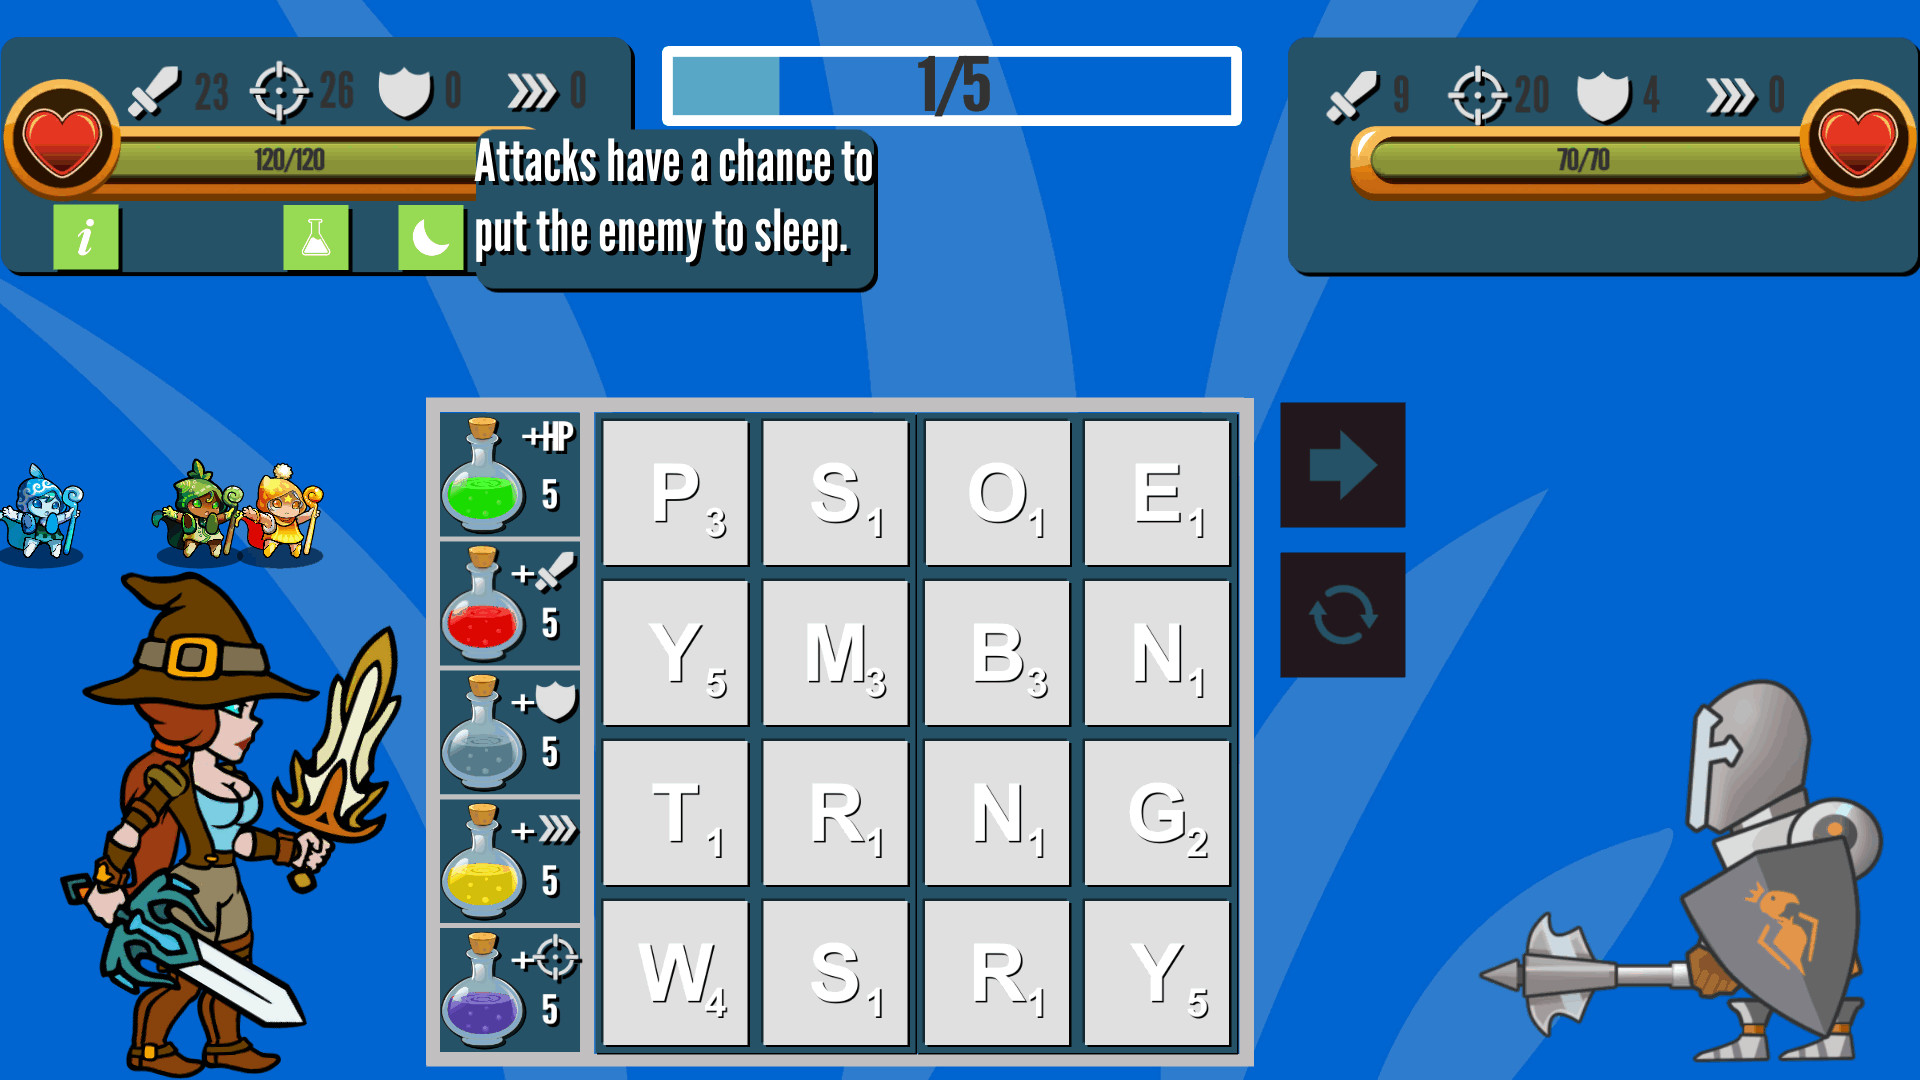 23 26 0 0
1/5
9 20 4 0
120/120
70/70
Attacks have a chance to
put the enemy to sleep.
i
+HP
5
+
5
+
5
+
5
+
5
P3 S1 O1 E1
Y5 M3 B3 N1
T1 R1 N1 G2
W4 S1 R1 Y5